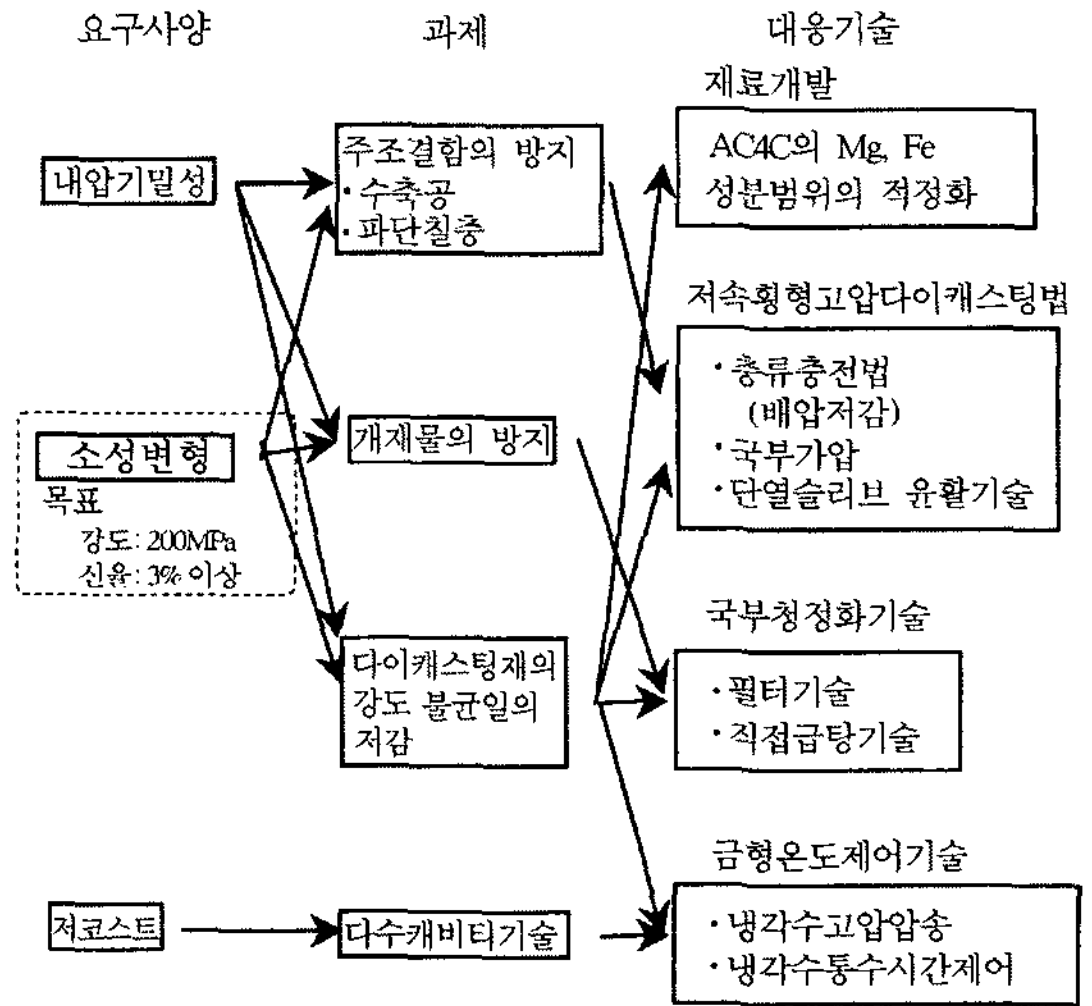 요구사양
과제
대응기술
내압기밀성
소성변형
목표
강도: 200MPa
신율: 3% 이상
저코스트
주조결함의 방지
·수축공
·파단칠층
개재물의 방지
다이캐스팅재의
강도 불균일의
저감
다수캐비티기술
재료개발
AC4C의 Mg, Fe
성분범위의 적정화
저속횡형고압다이캐스팅법
·층류충전법
(배압저감)
·국부가압
·단열슬리브 윤활기술
국부청정화기술
·필터기술
·직접급탕기술
금형온도제어기술
·냉각수고압압송
·냉각수통수시간제어